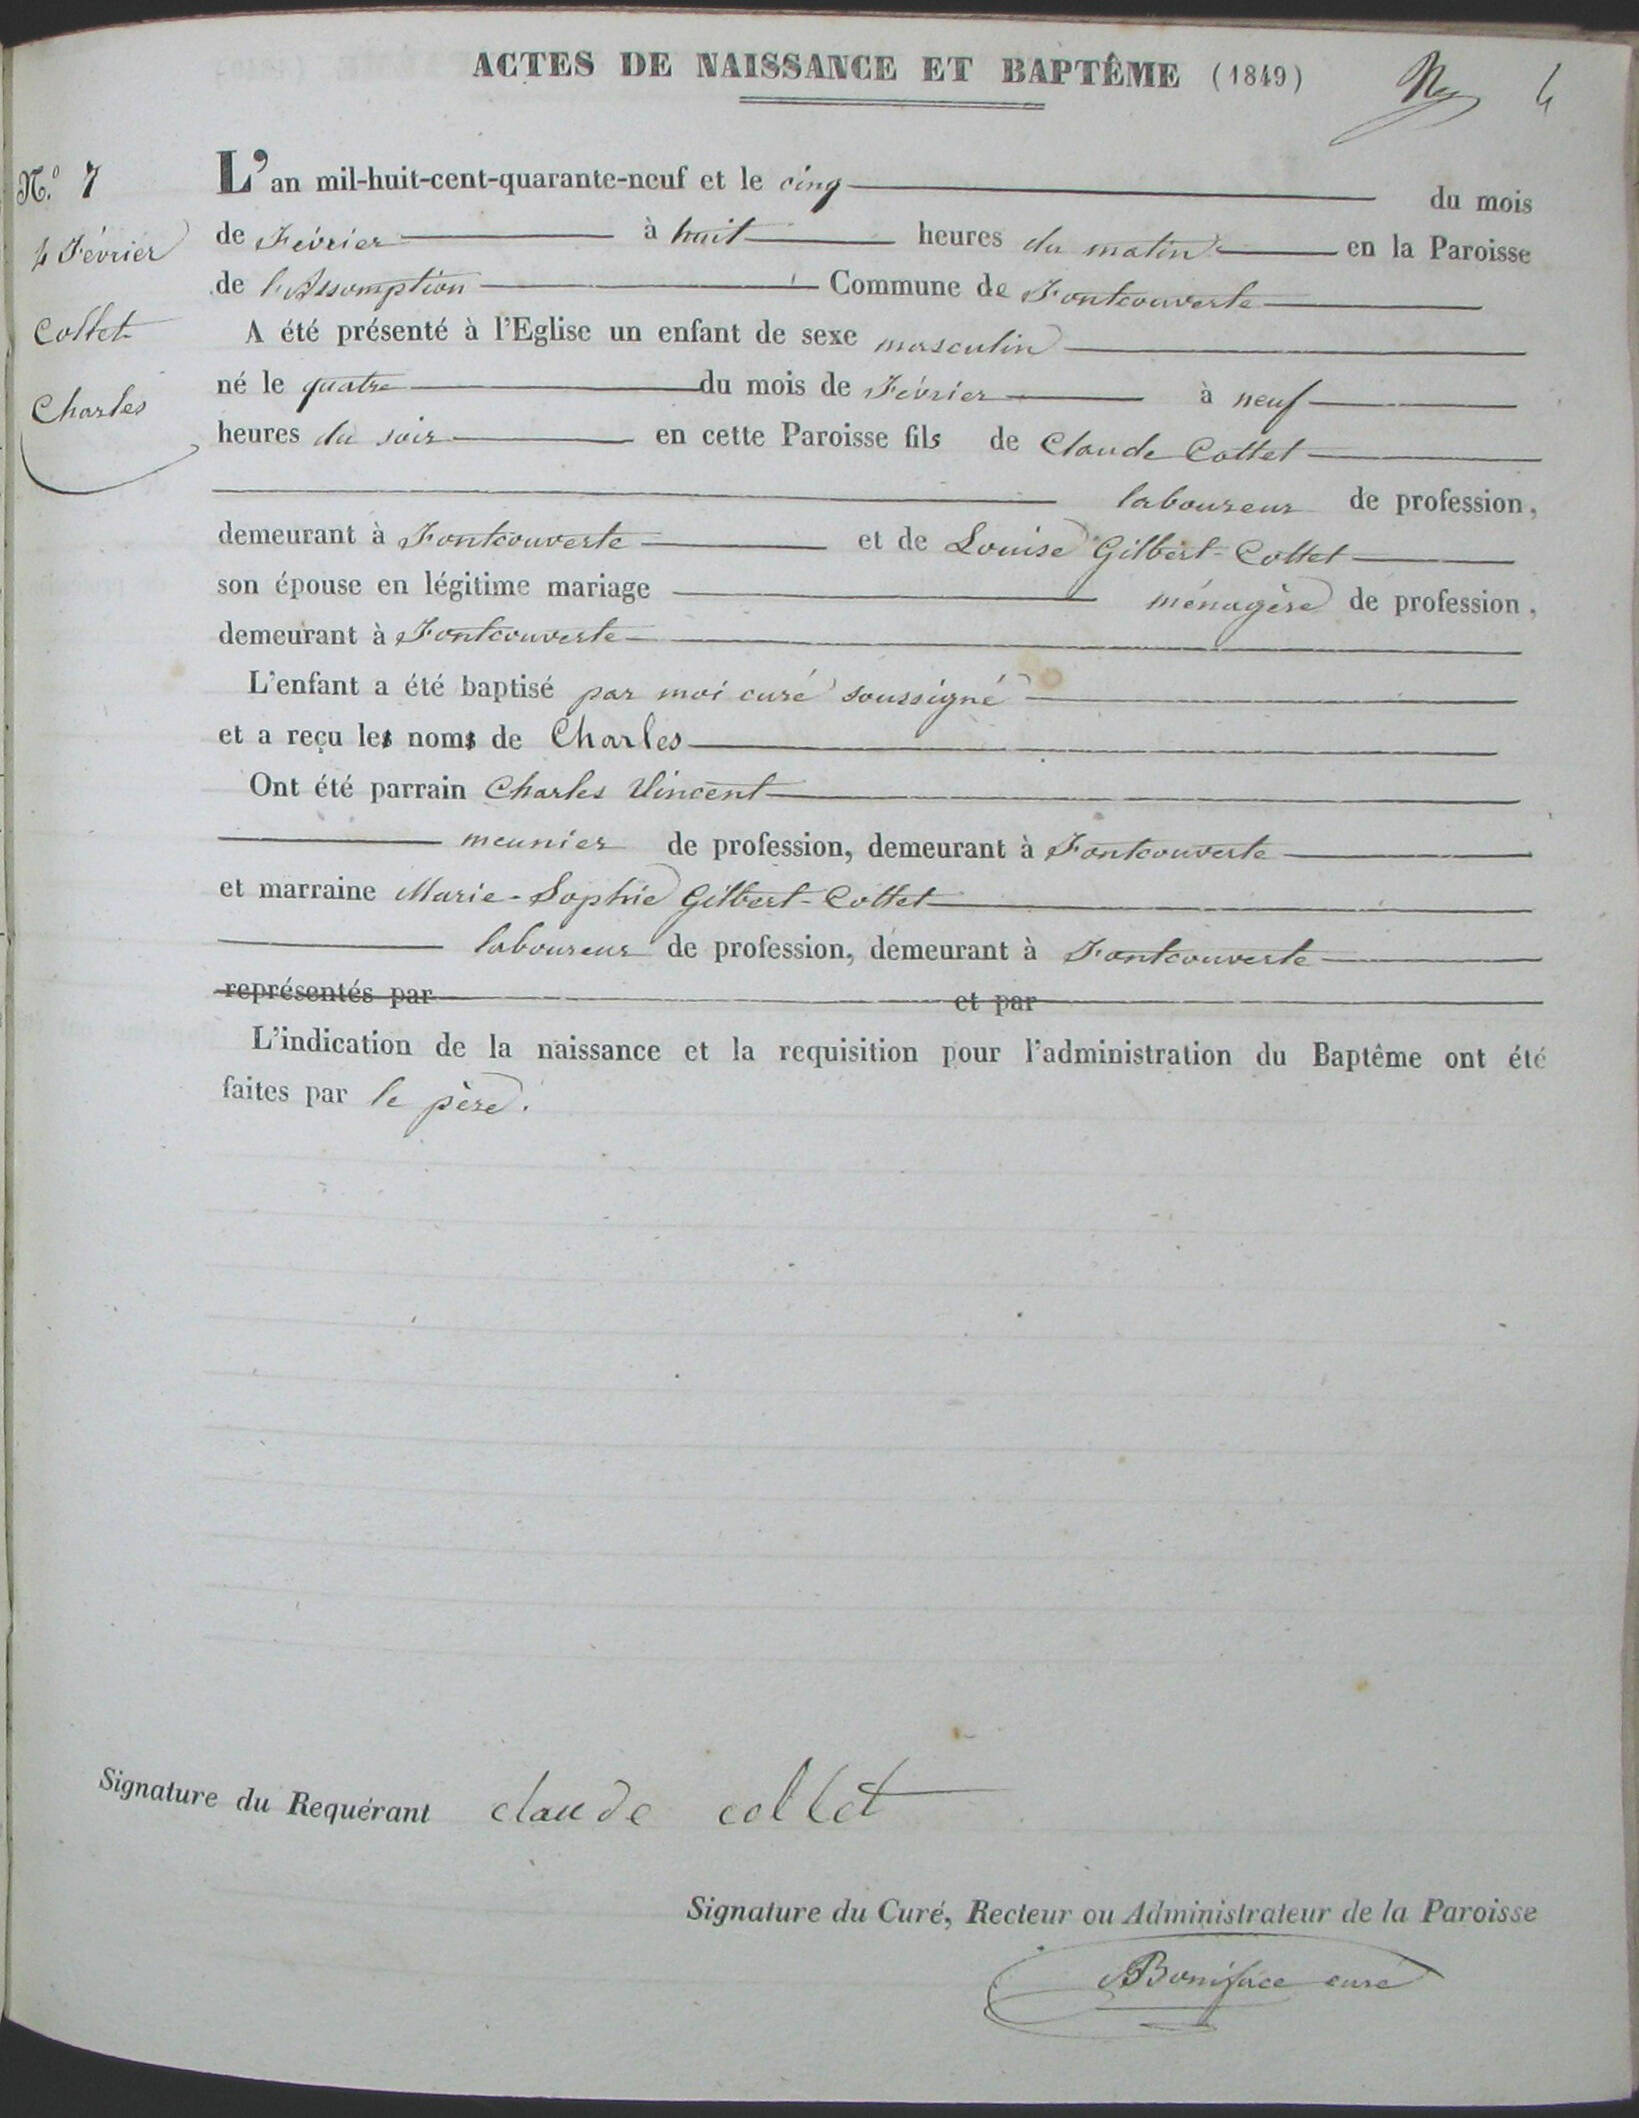 ACTES DE NAISSANCE ET BAPTÊME (1849) 4
N.º 7
4 Février
Collet
Charles
L'an mil-huit-cent-quarante-neuf et le cinq du mois
de Février à huit heures du matin en la Paroisse
de l'Assomption Commune de Fontcouverte
A été présenté à l'Eglise un enfant de sexe masculin
né le quatre du mois de Février à neuf
heures du soir en cette Paroisse fils de Claude Collet
laboureur de profession,
demeurant à Fontcouverte et de Louise Gilbert-Collet
son épouse en légitime mariage ménagère de profession,
demeurant à Fontcouverte
L'enfant a été baptisé par moi curé soussigné
et a reçu les noms de Charles
Ont été parrain Charles Vincent
meunier de profession, demeurant à Fontcouverte
et marraine Marie-Sophie Gilbert-Collet
laboureur de profession, demeurant à Fontcouverte
représentés par et par
L'indication de la naissance et la requisition pour l'administration du Baptême ont été
faites par le père.
Signature du Requérant claude collet
Signature du Curé, Recteur ou Administrateur de la Paroisse
Boniface curé